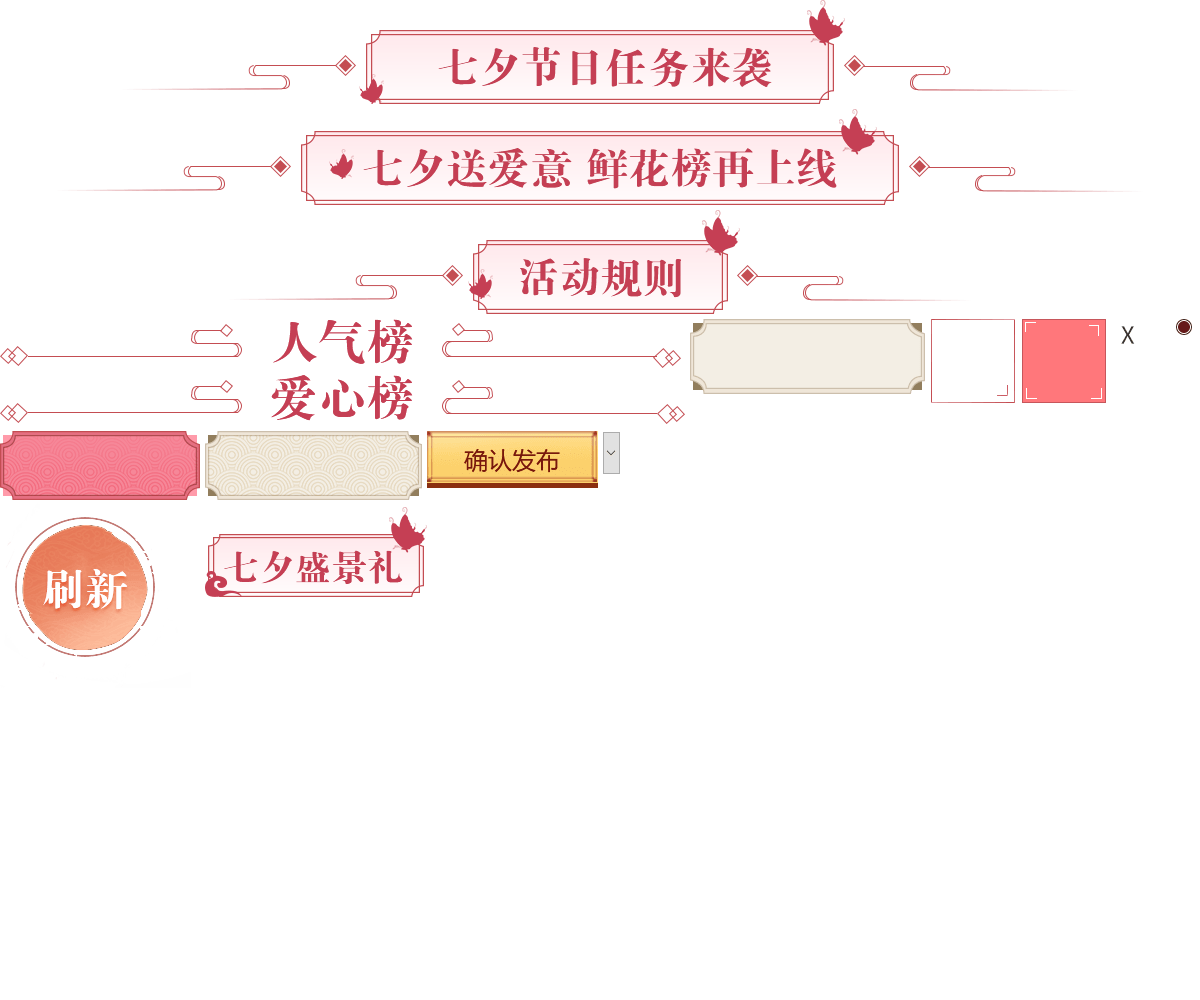 七夕节日任务来袭
七夕送爱意 鲜花榜再上线
活动规则
人气榜
X
爱心榜
确认发布
刷新
七夕盛景礼